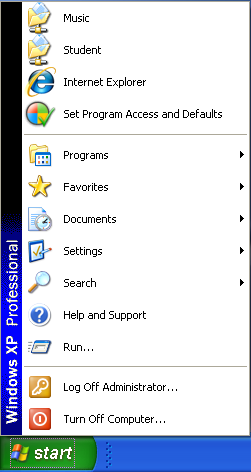 Music
Student
Internet Explorer
Set Program Access and Defaults
Programs
Favorites
Documents
Settings
Search
Help and Support
Run...
Log Off Administrator...
Turn Off Computer...
Windows XP Professional
start